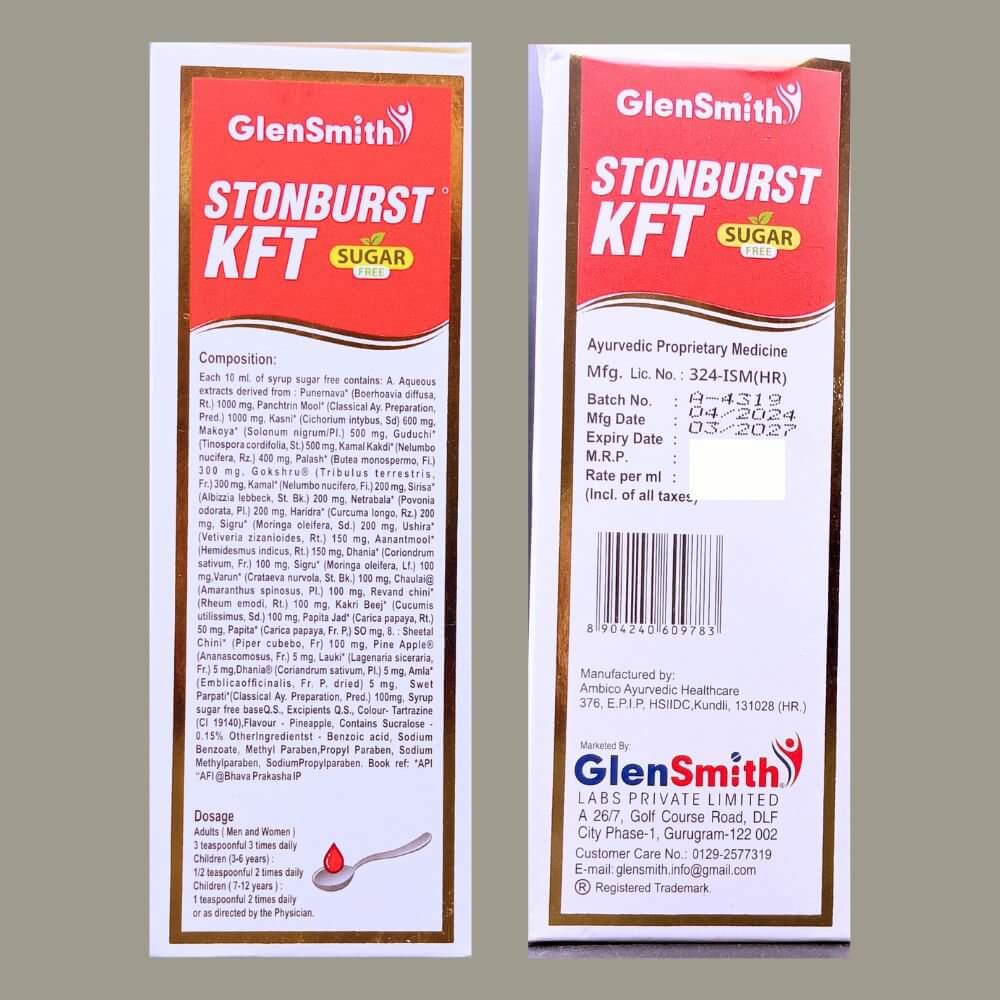 GlenSmith
STONBURST
KFT
SUGAR
FREE
Composition:
Each 10 ml. of syrup sugar free contains: A. Aqueous
extracts derived from : Punernava* (Boerhoavia diffusa,
Rt.) 1000 mg, Panchtrin Mool* (Classical Ay. Preparation,
Pred.) 1000 mg, Kasni* (Cichorium intybus, Sd) 600 mg,
Makoya* (Solonum nigrum/Pl.) 500 mg, Guduchi*
(Tinospora cordifolia, St.) 500 mg, Kamal Kakdi* (Nelumbo
nucifera, Rz.) 400 mg, Palash* (Butea monospermo, Fi.)
300 mg, Gokshru® (Tribulus terrestris,
Fr.) 300 mg, Kamal* (Nelumbo nucifero, Fi.) 200 mg, Sirisa*
(Albizzia lebbeck, St. Bk.) 200 mg, Netrabala* (Povonia
odorata, Pl.) 200 mg, Haridra* (Curcuma longo, Rz.) 200
mg, Sigru* (Moringa oleifera, Sd.) 200 mg, Ushira*
(Vetiveria zizanioides, Rt.) 150 mg, Aanantmool*
(Hemidesmus indicus, Rt.) 150 mg, Dhania* (Coriondrum
sativum, Fr.) 100 mg, Sigru* (Moringa oleifera, Lf.) 100
mg,Varun* (Crataeva nurvola, St. Bk.) 100 mg, Chaulai@
(Amaranthus spinosus, Pl.) 100 mg, Revand chini*
(Rheum emodi, Rt.) 100 mg, Kakri Beej* (Cucumis
utilissimus, Sd.) 100 mg, Papita Jad* (Carica papaya, Rt.)
50 mg, Papita* (Carica papaya, Fr. P,) SO mg, 8. : Sheetal
Chini* (Piper cubebo, Fr) 100 mg, Pine Apple®
(Ananascomosus, Fr.) 5 mg, Lauki* (Lagenaria siceraria,
Fr.) 5 mg,Dhania® (Coriandrum sativum, Pl.) 5 mg, Amla*
(Emblicaofficinalis, Fr. P. dried) 5 mg, Swet
Parpati*(Classical Ay. Preparation, Pred.) 100mg, Syrup
sugar free baseQ.S., Excipients Q.S., Colour- Tartrazine
(CI 19140),Flavour - Pineapple, Contains Sucralose -
0.15% OtherIngredientst - Benzoic acid, Sodium
Benzoate, Methyl Paraben,Propyl Paraben, Sodium
Methylparaben, SodiumPropylparaben. Book ref: *API
"AFI @Bhava Prakasha IP
Dosage
Adults ( Men and Women )
3 teaspoonful 3 times daily
Children (3-6 years) :
1/2 teaspoonful 2 times daily
Children ( 7-12 years ) :
1 teaspoonful 2 times daily
or as directed by the Physician.
GlenSmith
STONBURST
KFT
SUGAR
FREE
Ayurvedic Proprietary Medicine
Mfg. Lic. No. : 324-ISM(HR)
Batch No. : A-4319
Mfg Date : 04/2024
Expiry Date : 03/2027
M.R.P. :
Rate per ml :
(Incl. of all taxes)
8 904240 609783
Manufactured by:
Ambico Ayurvedic Healthcare
376, E.P.I.P, HSIIDC,Kundli, 131028 (HR.)
Marketed By:
GlenSmith
LABS PRIVATE LIMITED
A 26/7, Golf Course Road, DLF
City Phase-1, Gurugram-122 002
Customer Care No.: 0129-2577319
E-mail: glensmith.info@gmail.com
® Registered Trademark.